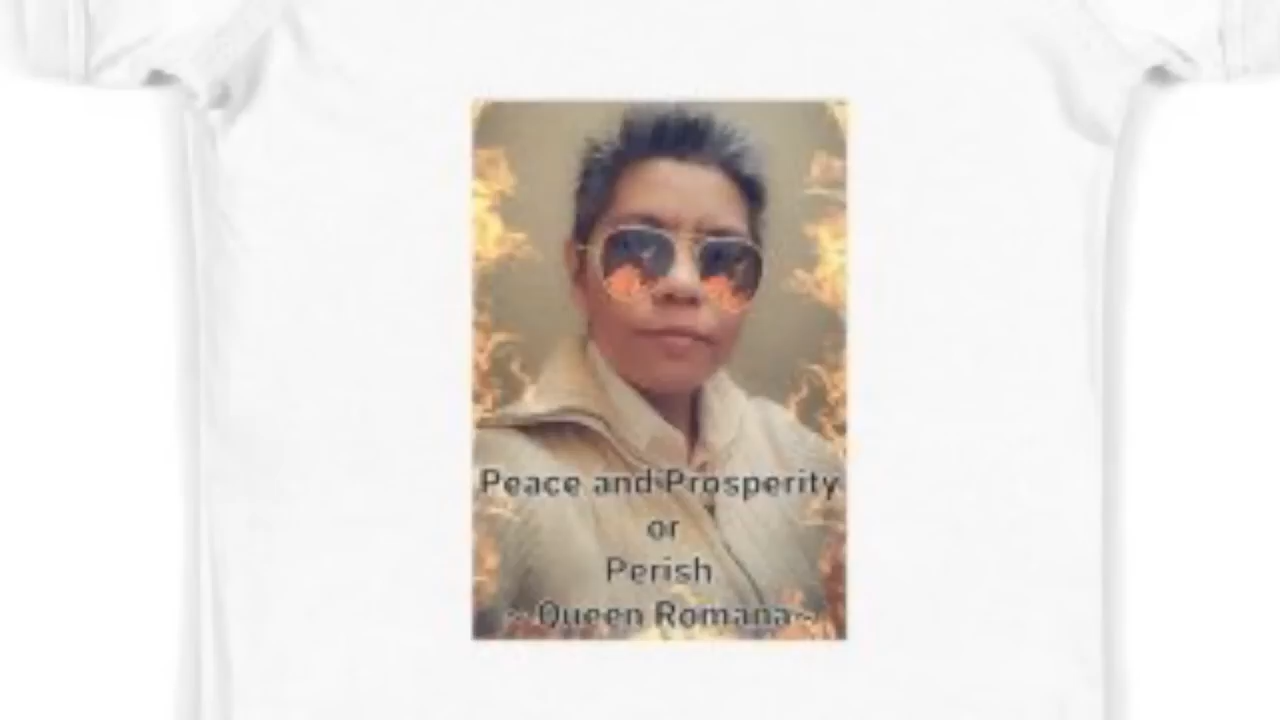 Peace and Prosperity
or
Perish
~ Queen Romana~